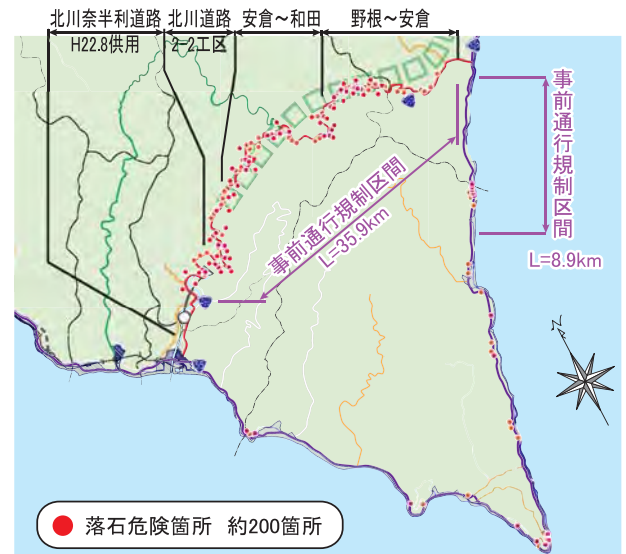 北川奈半利道路
北川道路
安倉～和田
野根～安倉
H22.8供用
2-2工区
事前通行規制区間
L=8.9km
事前通行規制区間
L=35.9km
N
落石危険箇所 約200箇所